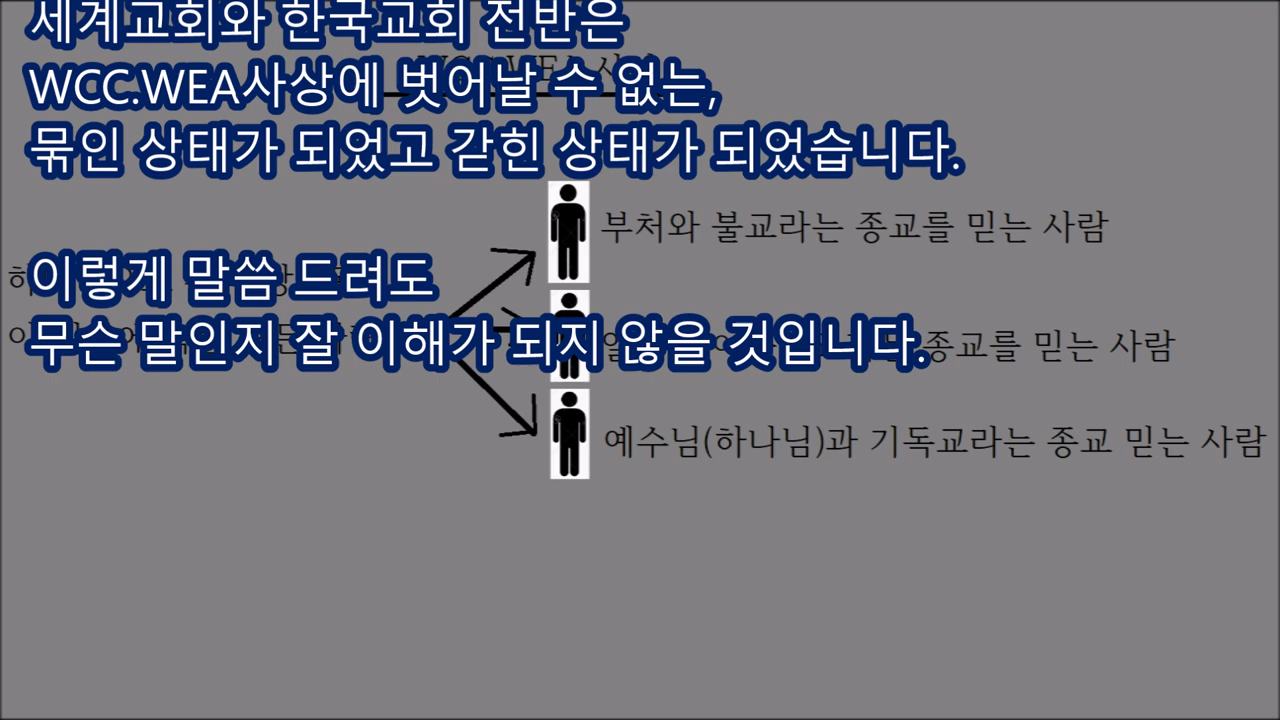 세계교회와 한국교회 전반은
WCC.WEA사상에 벗어날 수 없는,
묶인 상태가 되었고 갇힌 상태가 되었습니다.
부처와 불교라는 종교를 믿는 사람
이렇게 말씀 드려도
무슨 말인지 잘 이해가 되지 않을 것입니다.
종교를 믿는 사람
예수님(하나님)과 기독교라는 종교 믿는 사람